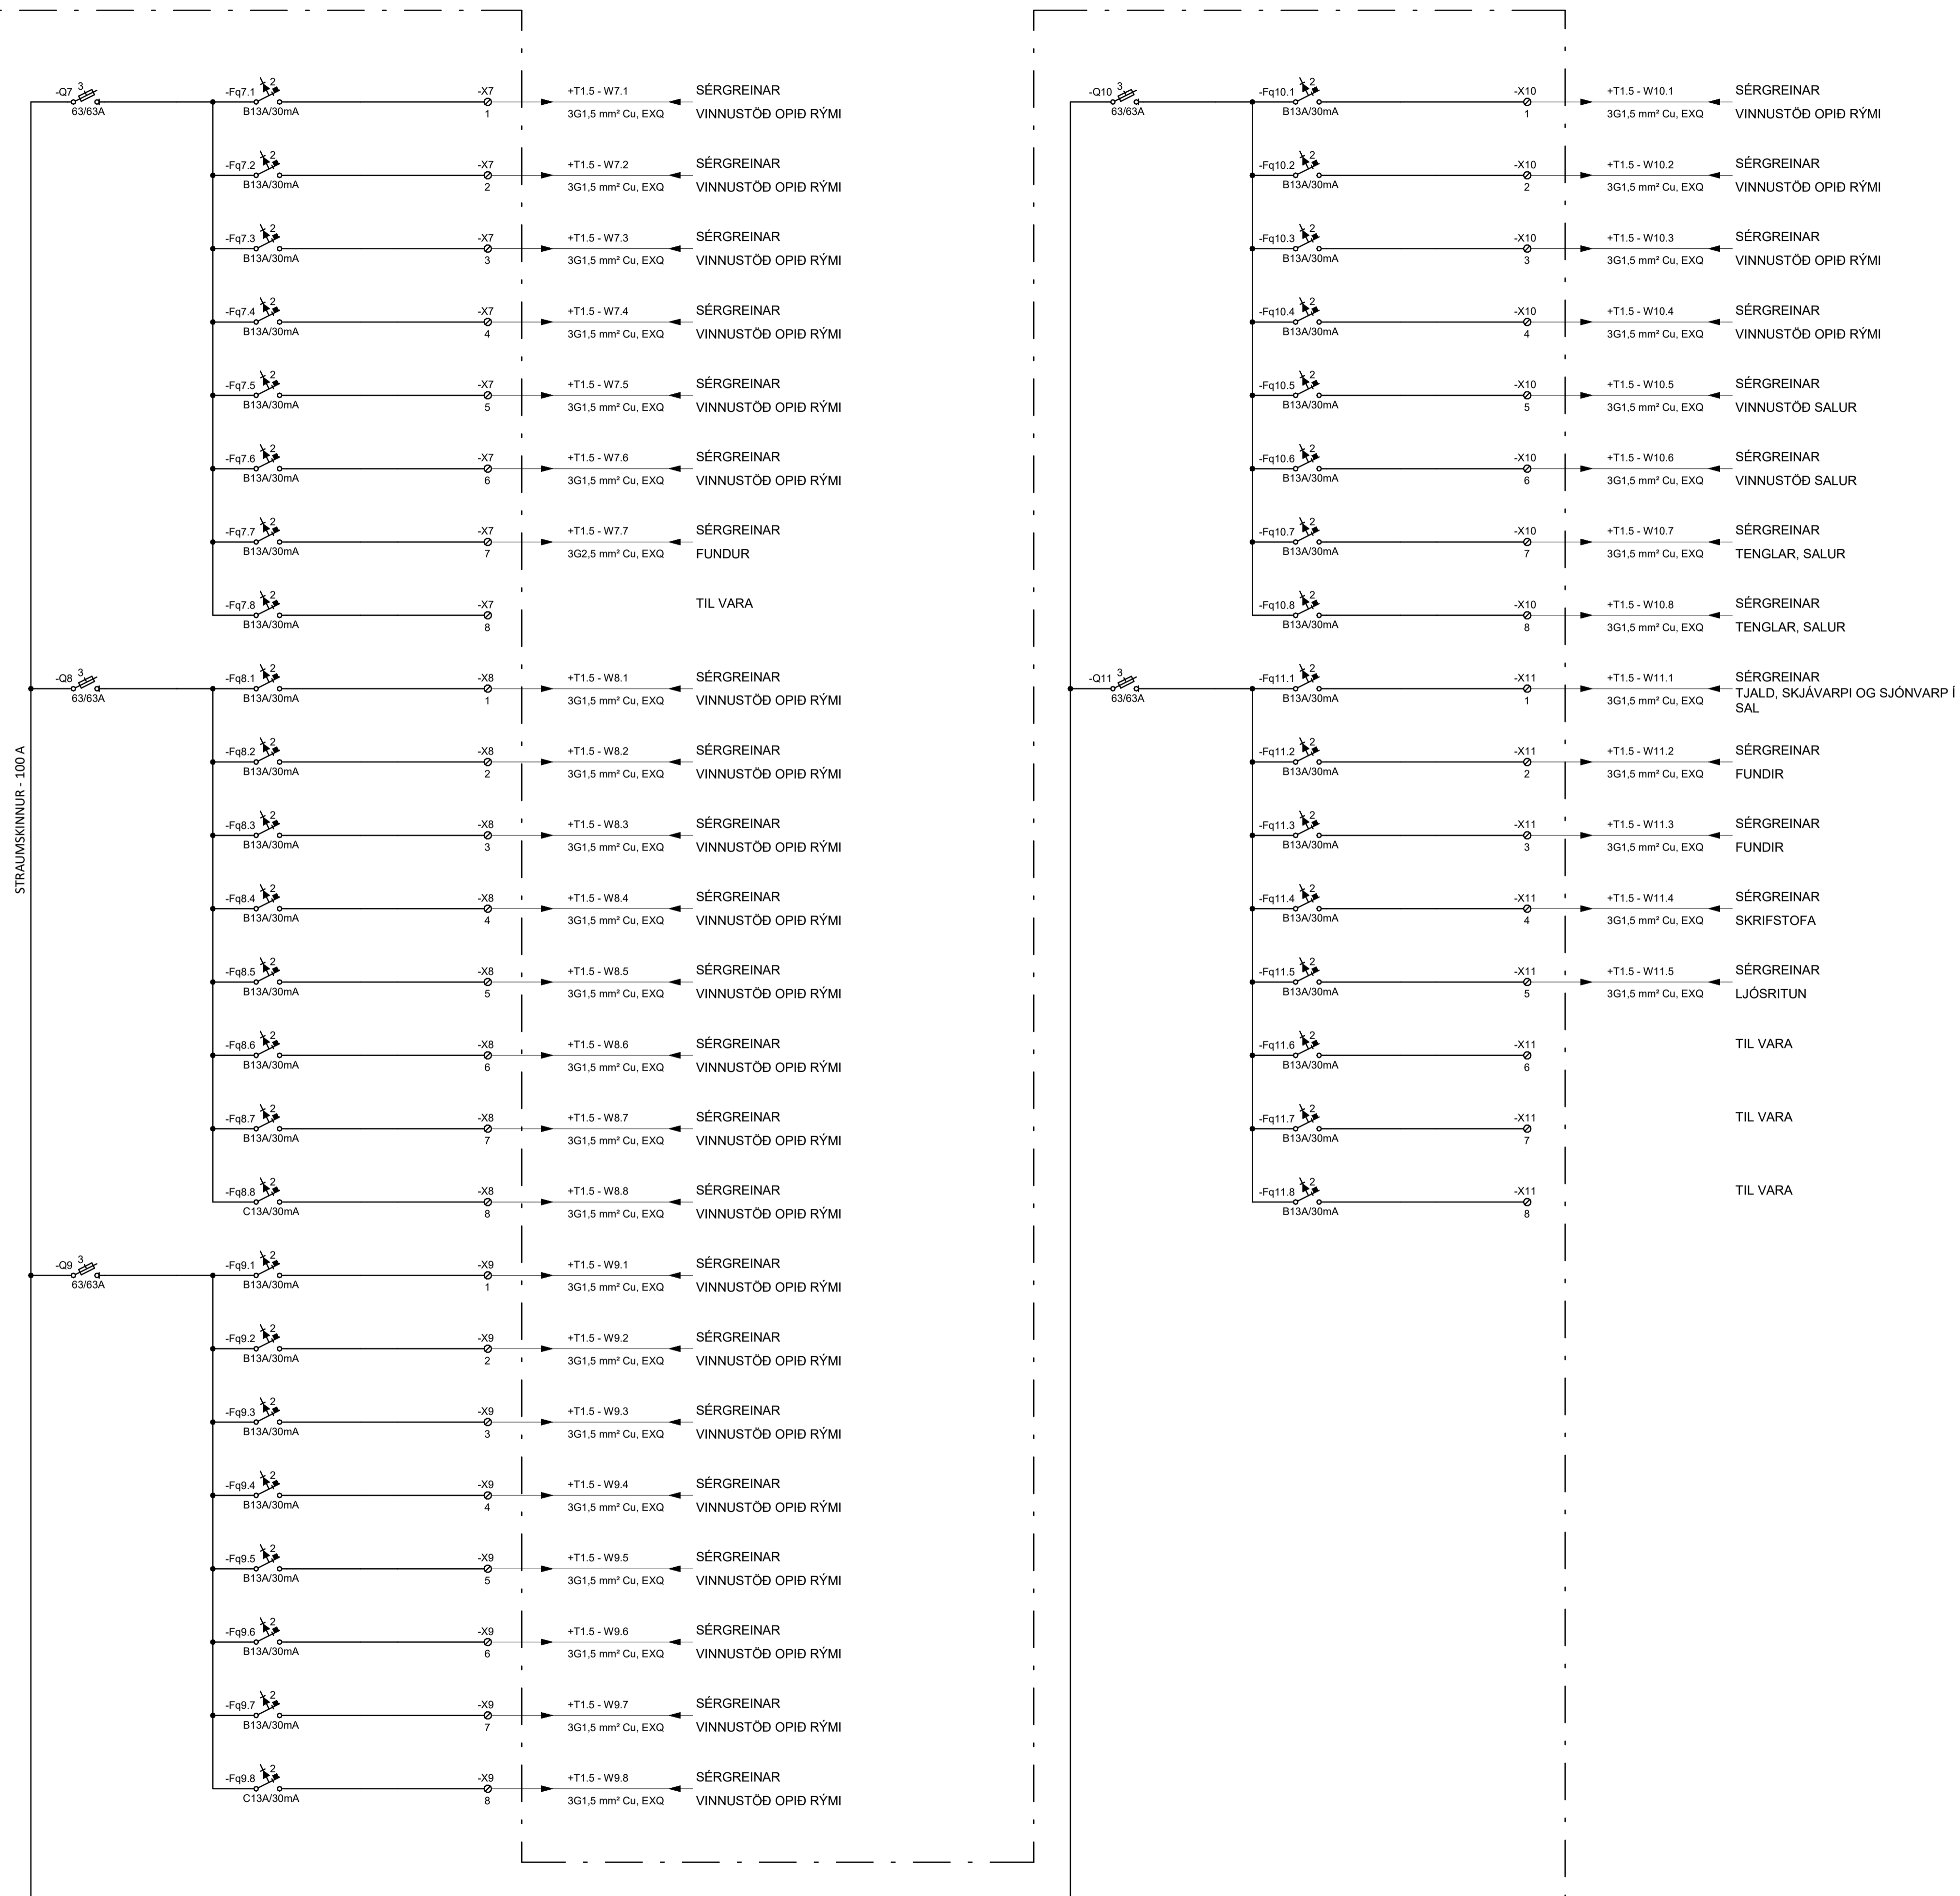 STRAUMSKINNUR - 100 A
-Q7 3
63/63A
-Fq7.1 2
B13A/30mA
-X7
1
+T1.5 - W7.1
3G1,5 mm² Cu, EXQ
SÉRGREINAR
VINNUSTÖÐ OPIÐ RÝMI
-Fq7.2 2
B13A/30mA
-X7
2
+T1.5 - W7.2
3G1,5 mm² Cu, EXQ
SÉRGREINAR
VINNUSTÖÐ OPIÐ RÝMI
-Fq7.3 2
B13A/30mA
-X7
3
+T1.5 - W7.3
3G1,5 mm² Cu, EXQ
SÉRGREINAR
VINNUSTÖÐ OPIÐ RÝMI
-Fq7.4 2
B13A/30mA
-X7
4
+T1.5 - W7.4
3G1,5 mm² Cu, EXQ
SÉRGREINAR
VINNUSTÖÐ OPIÐ RÝMI
-Fq7.5 2
B13A/30mA
-X7
5
+T1.5 - W7.5
3G1,5 mm² Cu, EXQ
SÉRGREINAR
VINNUSTÖÐ OPIÐ RÝMI
-Fq7.6 2
B13A/30mA
-X7
6
+T1.5 - W7.6
3G1,5 mm² Cu, EXQ
SÉRGREINAR
VINNUSTÖÐ OPIÐ RÝMI
-Fq7.7 2
B13A/30mA
-X7
7
+T1.5 - W7.7
3G2,5 mm² Cu, EXQ
SÉRGREINAR
FUNDUR
-Fq7.8 2
B13A/30mA
-X7
8
TIL VARA
-Q8 3
63/63A
-Fq8.1 2
B13A/30mA
-X8
1
+T1.5 - W8.1
3G1,5 mm² Cu, EXQ
SÉRGREINAR
VINNUSTÖÐ OPIÐ RÝMI
-Fq8.2 2
B13A/30mA
-X8
2
+T1.5 - W8.2
3G1,5 mm² Cu, EXQ
SÉRGREINAR
VINNUSTÖÐ OPIÐ RÝMI
-Fq8.3 2
B13A/30mA
-X8
3
+T1.5 - W8.3
3G1,5 mm² Cu, EXQ
SÉRGREINAR
VINNUSTÖÐ OPIÐ RÝMI
-Fq8.4 2
B13A/30mA
-X8
4
+T1.5 - W8.4
3G1,5 mm² Cu, EXQ
SÉRGREINAR
VINNUSTÖÐ OPIÐ RÝMI
-Fq8.5 2
B13A/30mA
-X8
5
+T1.5 - W8.5
3G1,5 mm² Cu, EXQ
SÉRGREINAR
VINNUSTÖÐ OPIÐ RÝMI
-Fq8.6 2
B13A/30mA
-X8
6
+T1.5 - W8.6
3G1,5 mm² Cu, EXQ
SÉRGREINAR
VINNUSTÖÐ OPIÐ RÝMI
-Fq8.7 2
B13A/30mA
-X8
7
+T1.5 - W8.7
3G1,5 mm² Cu, EXQ
SÉRGREINAR
VINNUSTÖÐ OPIÐ RÝMI
-Fq8.8 2
C13A/30mA
-X8
8
+T1.5 - W8.8
3G1,5 mm² Cu, EXQ
SÉRGREINAR
VINNUSTÖÐ OPIÐ RÝMI
-Q9 3
63/63A
-Fq9.1 2
B13A/30mA
-X9
1
+T1.5 - W9.1
3G1,5 mm² Cu, EXQ
SÉRGREINAR
VINNUSTÖÐ OPIÐ RÝMI
-Fq9.2 2
B13A/30mA
-X9
2
+T1.5 - W9.2
3G1,5 mm² Cu, EXQ
SÉRGREINAR
VINNUSTÖÐ OPIÐ RÝMI
-Fq9.3 2
B13A/30mA
-X9
3
+T1.5 - W9.3
3G1,5 mm² Cu, EXQ
SÉRGREINAR
VINNUSTÖÐ OPIÐ RÝMI
-Fq9.4 2
B13A/30mA
-X9
4
+T1.5 - W9.4
3G1,5 mm² Cu, EXQ
SÉRGREINAR
VINNUSTÖÐ OPIÐ RÝMI
-Fq9.5 2
B13A/30mA
-X9
5
+T1.5 - W9.5
3G1,5 mm² Cu, EXQ
SÉRGREINAR
VINNUSTÖÐ OPIÐ RÝMI
-Fq9.6 2
B13A/30mA
-X9
6
+T1.5 - W9.6
3G1,5 mm² Cu, EXQ
SÉRGREINAR
VINNUSTÖÐ OPIÐ RÝMI
-Fq9.7 2
B13A/30mA
-X9
7
+T1.5 - W9.7
3G1,5 mm² Cu, EXQ
SÉRGREINAR
VINNUSTÖÐ OPIÐ RÝMI
-Fq9.8 2
C13A/30mA
-X9
8
+T1.5 - W9.8
3G1,5 mm² Cu, EXQ
SÉRGREINAR
VINNUSTÖÐ OPIÐ RÝMI
-Q10 3
63/63A
-Fq10.1 2
B13A/30mA
-X10
1
+T1.5 - W10.1
3G1,5 mm² Cu, EXQ
SÉRGREINAR
VINNUSTÖÐ OPIÐ RÝMI
-Fq10.2 2
B13A/30mA
-X10
2
+T1.5 - W10.2
3G1,5 mm² Cu, EXQ
SÉRGREINAR
VINNUSTÖÐ OPIÐ RÝMI
-Fq10.3 2
B13A/30mA
-X10
3
+T1.5 - W10.3
3G1,5 mm² Cu, EXQ
SÉRGREINAR
VINNUSTÖÐ OPIÐ RÝMI
-Fq10.4 2
B13A/30mA
-X10
4
+T1.5 - W10.4
3G1,5 mm² Cu, EXQ
SÉRGREINAR
VINNUSTÖÐ OPIÐ RÝMI
-Fq10.5 2
B13A/30mA
-X10
5
+T1.5 - W10.5
3G1,5 mm² Cu, EXQ
SÉRGREINAR
VINNUSTÖÐ SALUR
-Fq10.6 2
B13A/30mA
-X10
6
+T1.5 - W10.6
3G1,5 mm² Cu, EXQ
SÉRGREINAR
VINNUSTÖÐ SALUR
-Fq10.7 2
B13A/30mA
-X10
7
+T1.5 - W10.7
3G1,5 mm² Cu, EXQ
SÉRGREINAR
TENGLAR, SALUR
-Fq10.8 2
B13A/30mA
-X10
8
+T1.5 - W10.8
3G1,5 mm² Cu, EXQ
SÉRGREINAR
TENGLAR, SALUR
-Q11 3
63/63A
-Fq11.1 2
B13A/30mA
-X11
1
+T1.5 - W11.1
3G1,5 mm² Cu, EXQ
SÉRGREINAR
TJALD, SKJÁVARPI OG SJÓNVARP Í
SAL
-Fq11.2 2
B13A/30mA
-X11
2
+T1.5 - W11.2
3G1,5 mm² Cu, EXQ
SÉRGREINAR
FUNDIR
-Fq11.3 2
B13A/30mA
-X11
3
+T1.5 - W11.3
3G1,5 mm² Cu, EXQ
SÉRGREINAR
FUNDIR
-Fq11.4 2
B13A/30mA
-X11
4
+T1.5 - W11.4
3G1,5 mm² Cu, EXQ
SÉRGREINAR
SKRIFSTOFA
-Fq11.5 2
B13A/30mA
-X11
5
+T1.5 - W11.5
3G1,5 mm² Cu, EXQ
SÉRGREINAR
LJÓSRITUN
-Fq11.6 2
B13A/30mA
-X11
6
TIL VARA
-Fq11.7 2
B13A/30mA
-X11
7
TIL VARA
-Fq11.8 2
B13A/30mA
-X11
8
TIL VARA